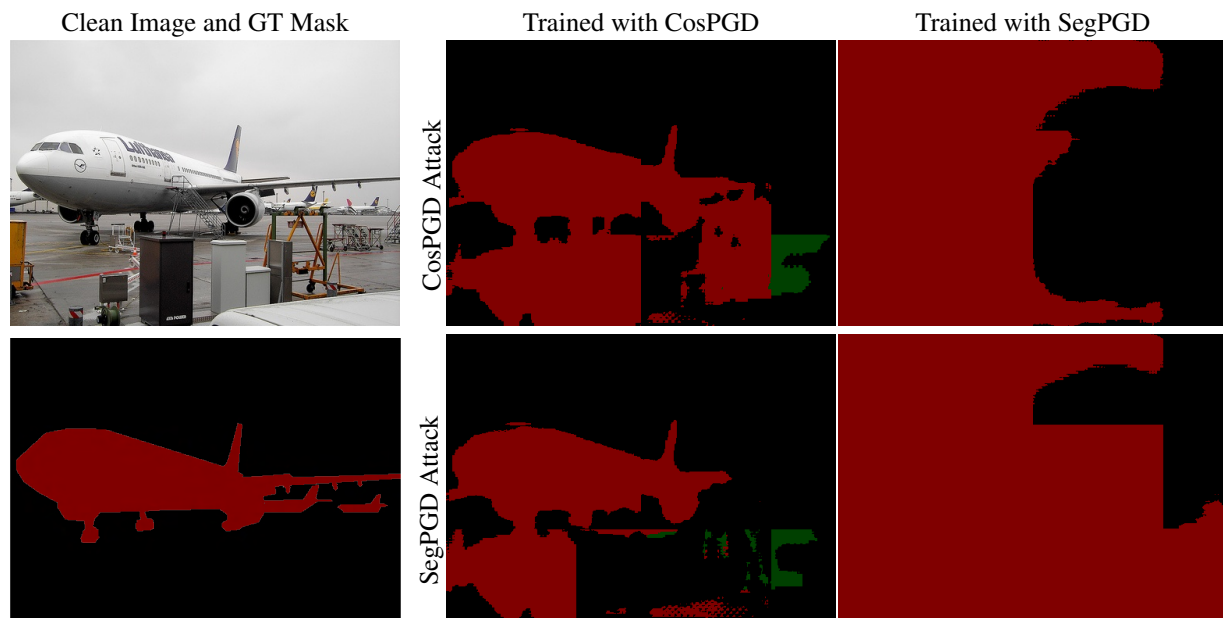 Clean Image and GT Mask
Trained with CosPGD
Trained with SegPGD
CosPGD Attack
Lufthansa
SegPGD Attack